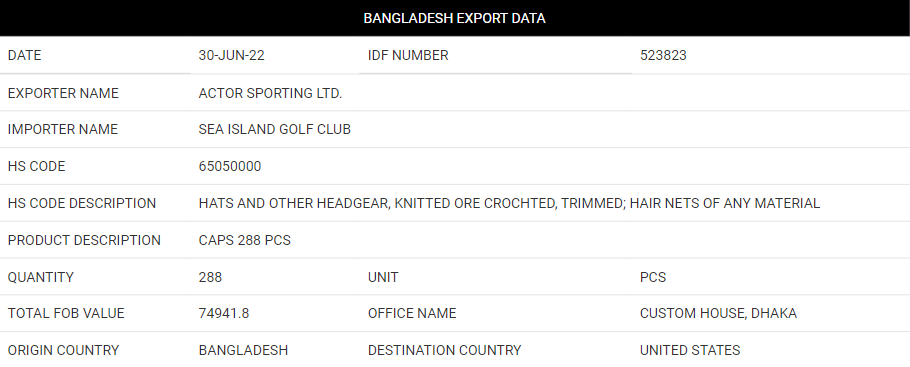 BANGLADESH EXPORT DATA
DATE 30-JUN-22 IDF NUMBER 523823
EXPORTER NAME ACTOR SPORTING LTD.
IMPORTER NAME SEA ISLAND GOLF CLUB
HS CODE 65050000
HS CODE DESCRIPTION HATS AND OTHER HEADGEAR, KNITTED ORE CROCHTED, TRIMMED; HAIR NETS OF ANY MATERIAL
PRODUCT DESCRIPTION CAPS 288 PCS
QUANTITY 288 UNIT PCS
TOTAL FOB VALUE 74941.8 OFFICE NAME CUSTOM HOUSE, DHAKA
ORIGIN COUNTRY BANGLADESH DESTINATION COUNTRY UNITED STATES